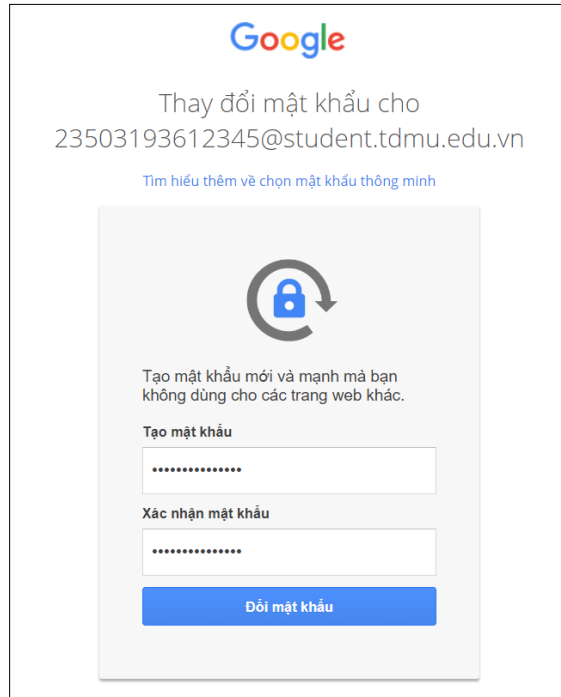 Google
Thay đổi mật khẩu cho
23503193612345@student.tdmu.edu.vn
Tìm hiểu thêm về chọn mật khẩu thông minh
Tạo mật khẩu mới và mạnh mà bạn
không dùng cho các trang web khác.
Tạo mật khẩu
•••••••••••••••
Xác nhận mật khẩu
•••••••••••••••
Đổi mật khẩu